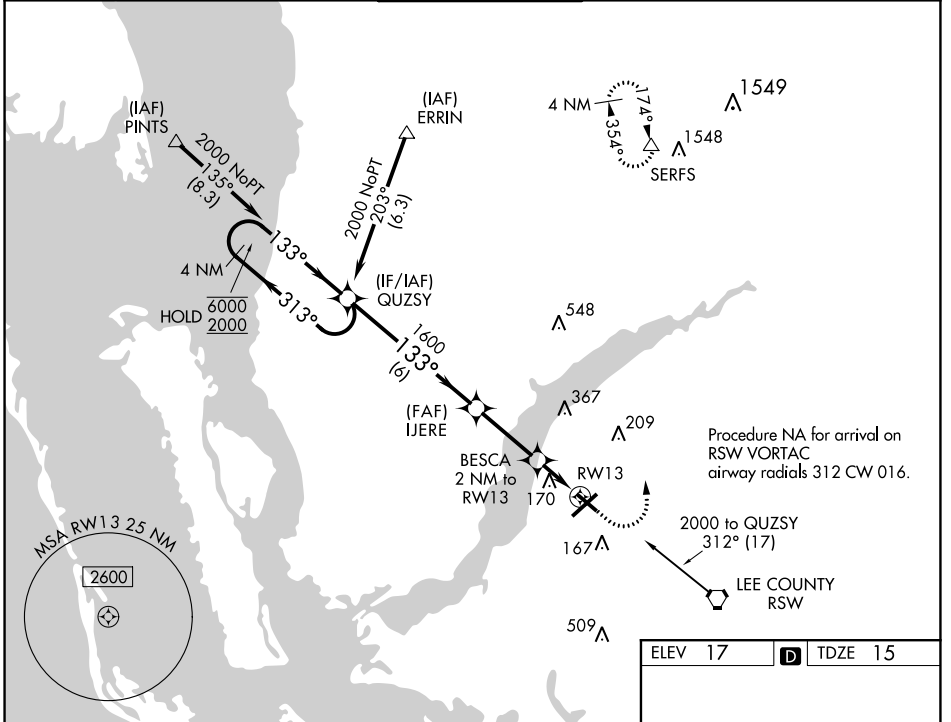 (IAF)
PINTS
2000 NoPT
135°
(8.3)
(IAF)
ERRIN
2000 NoPT
203°
(6.3)
4 NM
174°
354°
SERFS
1549
1548
133°
4 NM
313°
HOLD
6000
2000
(IF/IAF)
QUZSY
1600
133°
(6)
548
(FAF)
IJERE
367
209
BESCA
2 NM to
RW13
170
RW13
Procedure NA for arrival on
RSW VORTAC
airway radials 312 CW 016.
167
2000 to QUZSY
312° (17)
LEE COUNTY
RSW
509
MSA RW13 25 NM
2600
ELEV 17 D TDZE 15